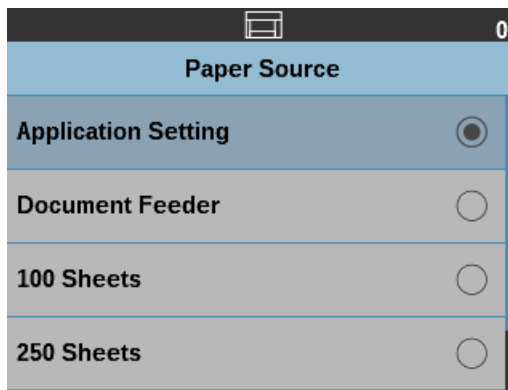 0
Paper Source
Application Setting
Document Feeder
100 Sheets
250 Sheets